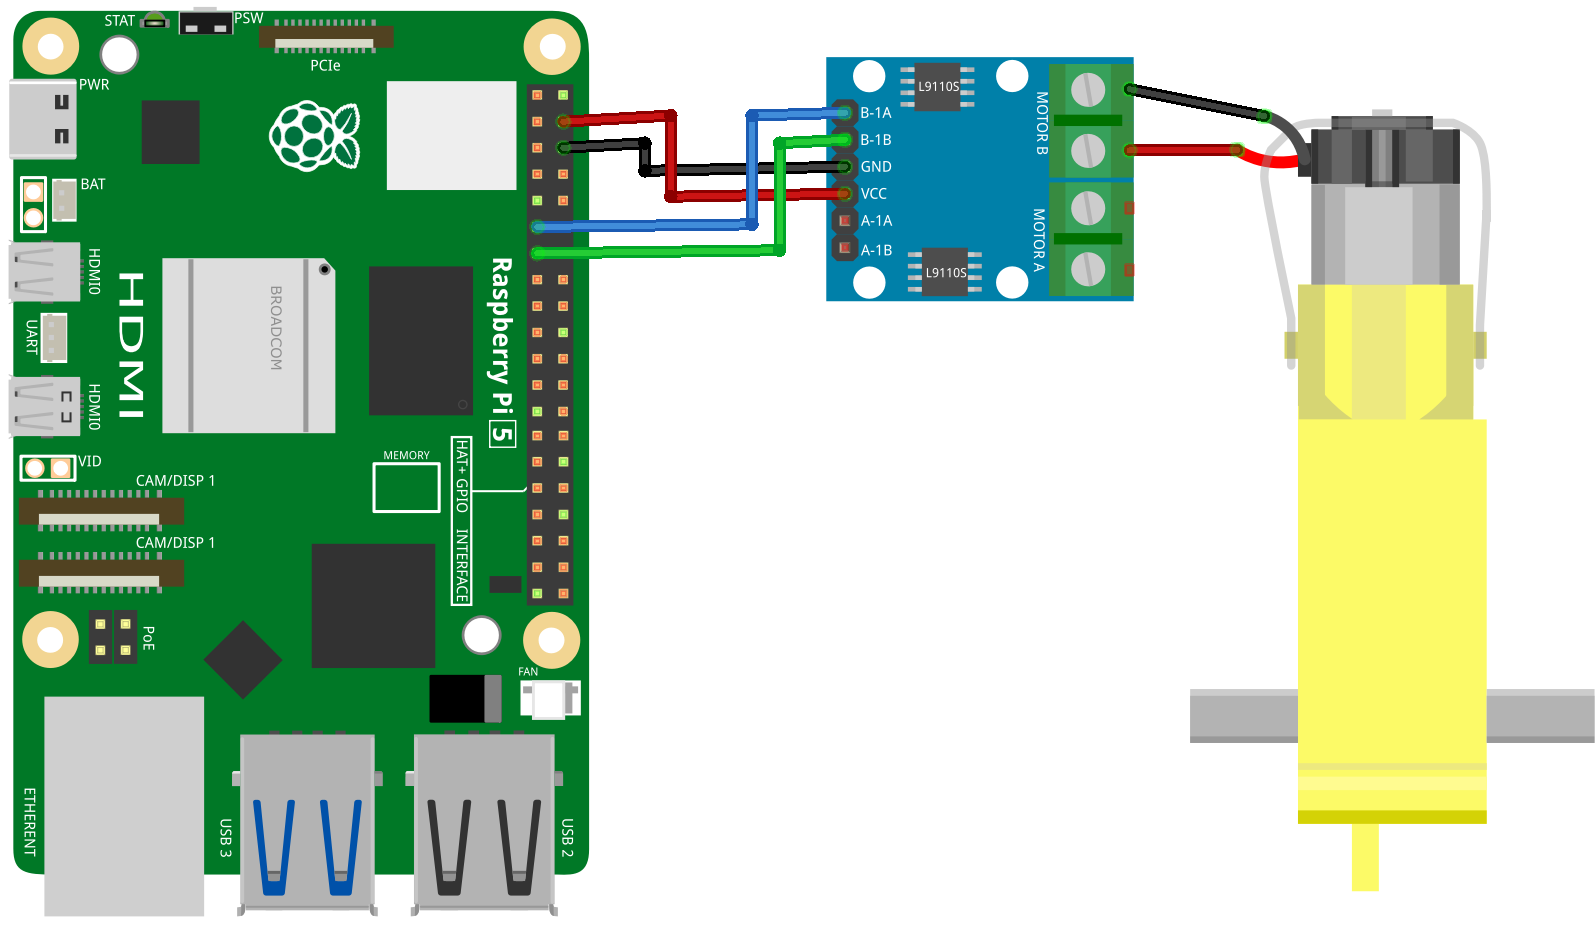 STAT
PSW
PCIe
PWR
BAT
HDMI0
HDMI
UART
HDMI0
BROADCOM
Raspberry Pi 5
VID
MEMORY
CAM/DISP 1
CAM/DISP 1
HAT+ GPIO INTERFACE
PoE
FAN
ETHERENT
USB 3
USB 2
L9110S
B-1A
B-1B
GND
VCC
A-1A
A-1B
L9110S
MOTOR B
MOTOR A